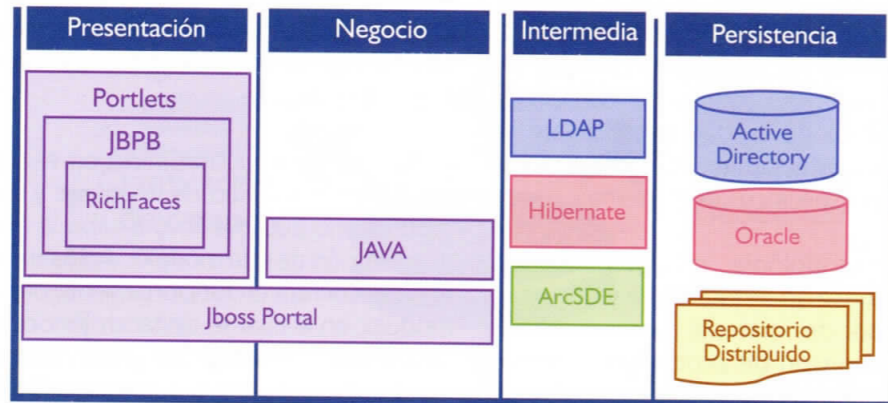 Presentación
Negocio
Intermedia
Persistencia
Portlets
JBPB
RichFaces
JAVA
Jboss Portal
LDAP
Hibernate
ArcSDE
Active
Directory
Oracle
Repositorio
Distribuido